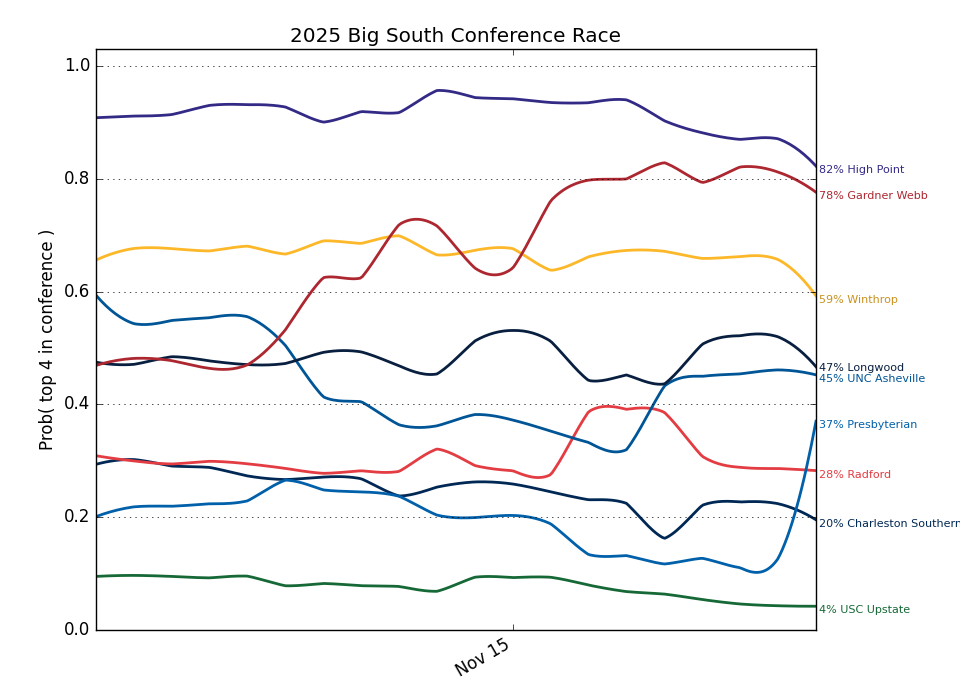 2025 Big South Conference Race
Prob( top 4 in conference )
1.0
0.8
0.6
0.4
0.2
0.0
Nov 15
82% High Point
78% Gardner Webb
59% Winthrop
47% Longwood
45% UNC Asheville
37% Presbyterian
28% Radford
20% Charleston Southern
4% USC Upstate